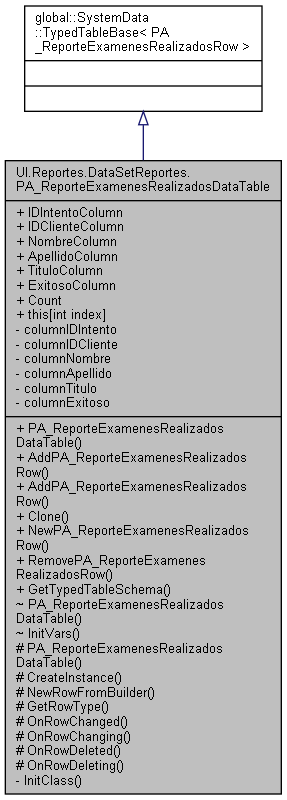 global::SystemData
::TypedTableBase< PA
_ReporteExamenesRealizadosRow >
UI.Reportes.DataSetReportes.
PA_ReporteExamenesRealizadosDataTable
+ IDIntentoColumn
+ IDClienteColumn
+ NombreColumn
+ ApellidoColumn
+ TituloColumn
+ ExitosoColumn
+ Count
+ this[int index]
- columnIDIntento
- columnIDCliente
- columnNombre
- columnApellido
- columnTitulo
- columnExitoso
+ PA_ReporteExamenesRealizados
DataTable()
+ AddPA_ReporteExamenesRealizados
Row()
+ AddPA_ReporteExamenesRealizados
Row()
+ Clone()
+ NewPA_ReporteExamenesRealizados
Row()
+ RemovePA_ReporteExamenes
RealizadosRow()
+ GetTypedTableSchema()
~ PA_ReporteExamenesRealizados
DataTable()
~ InitVars()
# PA_ReporteExamenesRealizados
DataTable()
# CreateInstance()
# NewRowFromBuilder()
# GetRowType()
# OnRowChanged()
# OnRowChanging()
# OnRowDeleted()
# OnRowDeleting()
- InitClass()